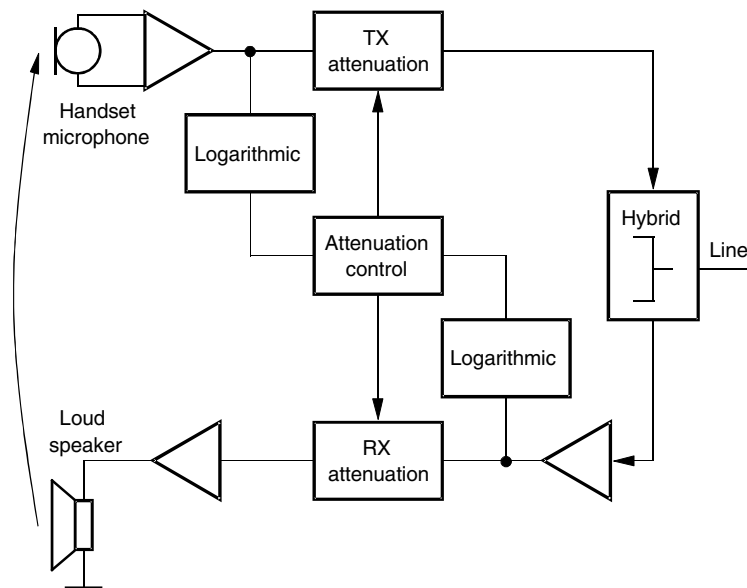 TX
attenuation
Handset
microphone
Logarithmic
Attenuation
control
Hybrid
Line
Logarithmic
Loud
speaker
RX
attenuation